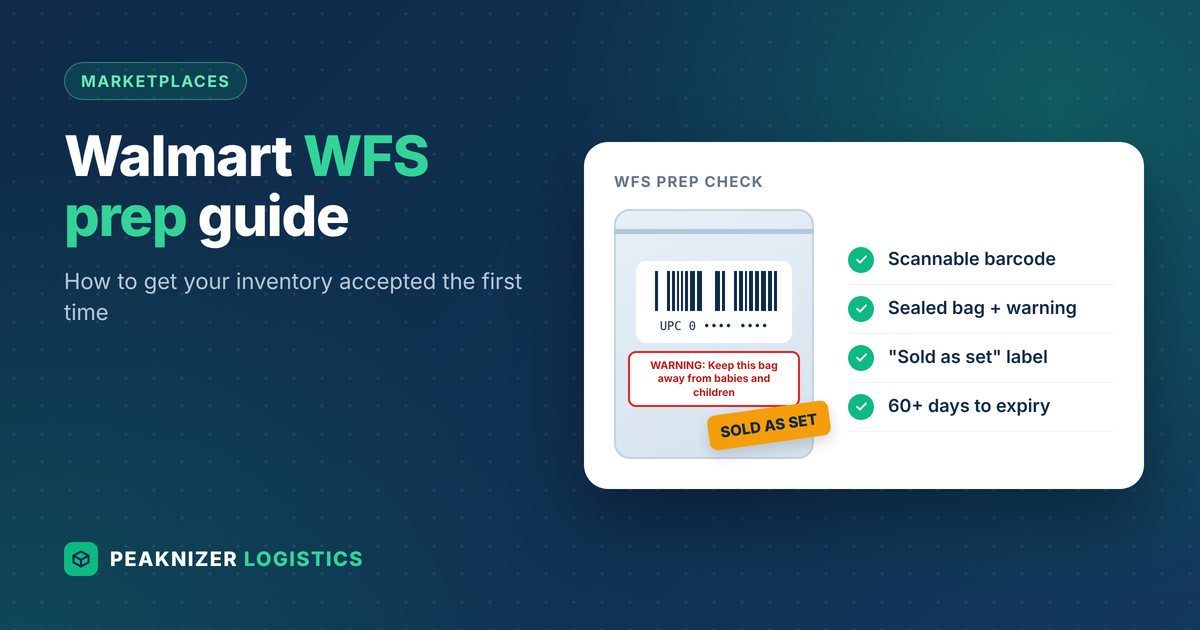 MARKETPLACES
Walmart WFS
prep guide
How to get your inventory accepted the first
time
PEAKNIZER LOGISTICS
WFS PREP CHECK
UPC 0 •••• ••••
WARNING: Keep this bag
away from babies and
children
SOLD AS SET
Scannable barcode
Sealed bag + warning
"Sold as set" label
60+ days to expiry